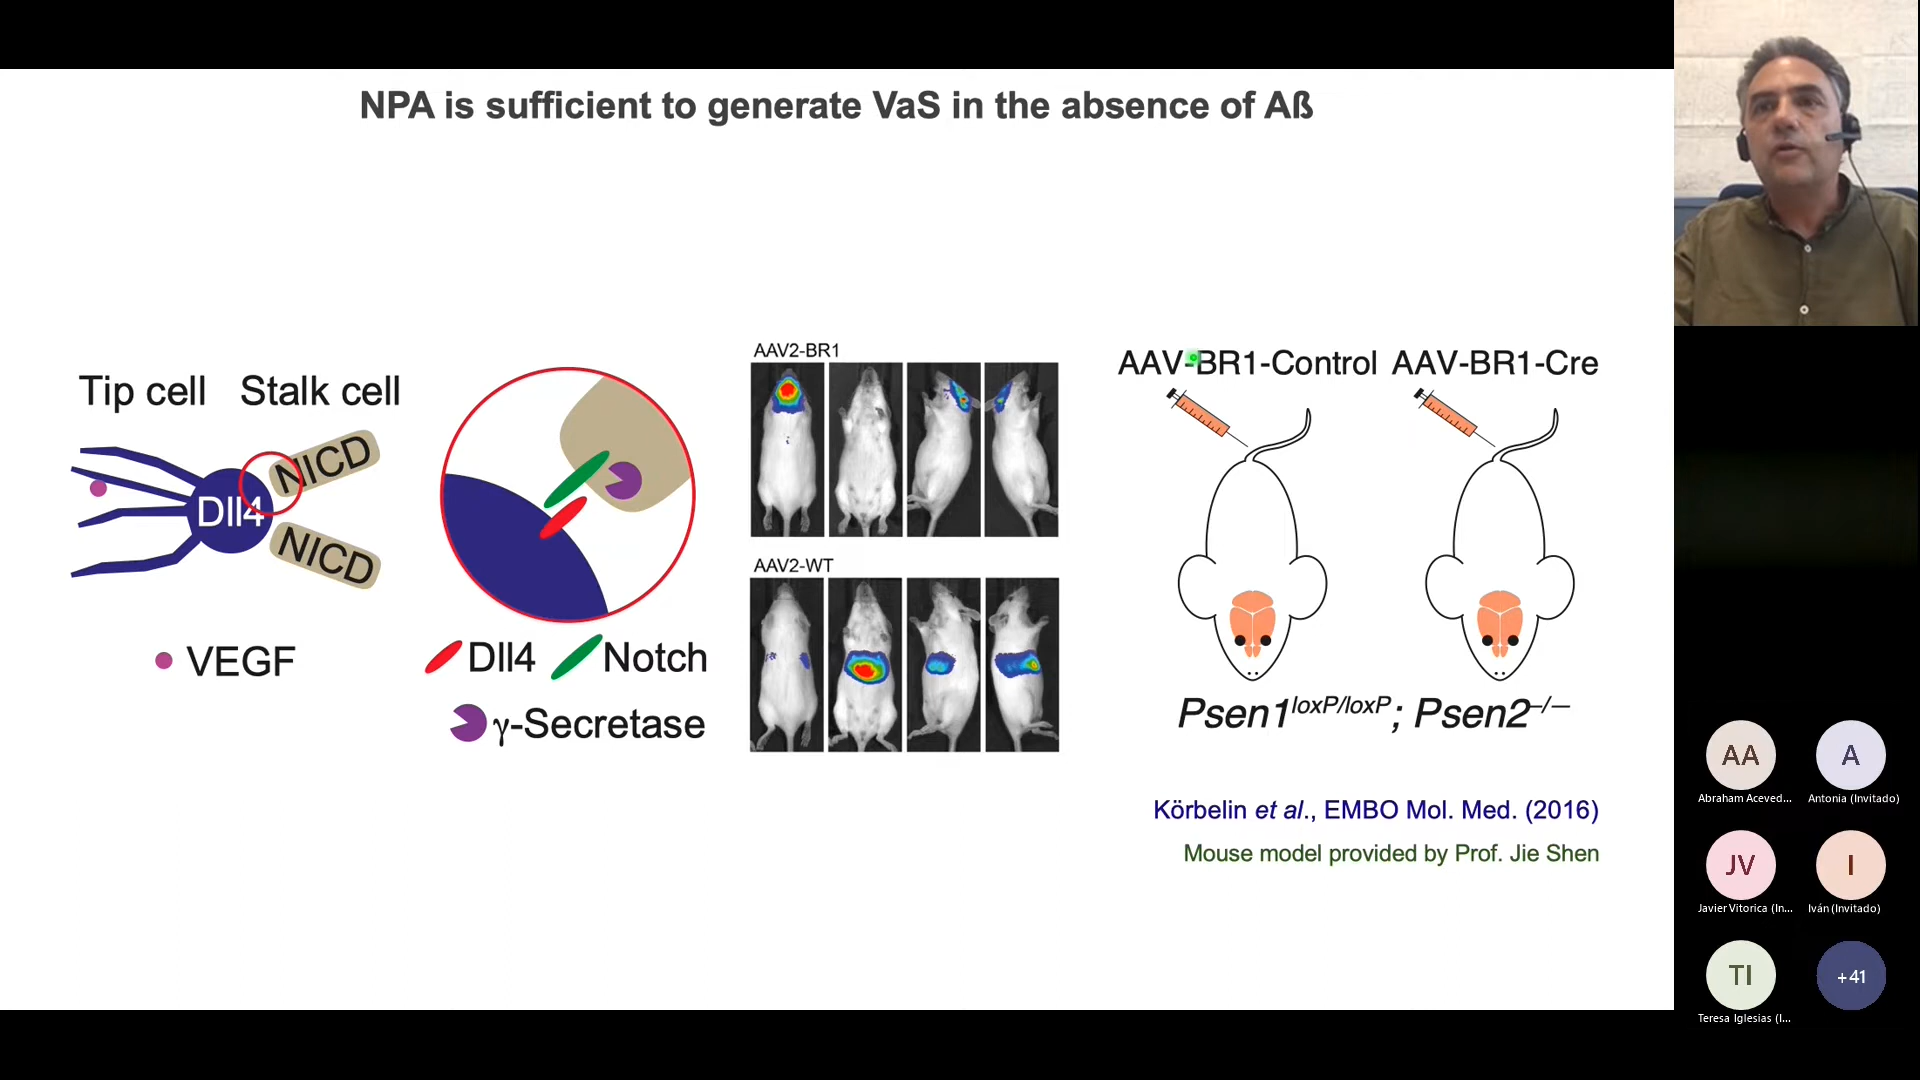 NPA is sufficient to generate VaS in the absence of Aß
Tip cell
Stalk cell
Dll4
NICD
NICD
VEGF
Dll4
Notch
γ-Secretase
AAV2-BR1
AAV2-WT
AAV-BR1-Control
AAV-BR1-Cre
Psen1loxP/loxP; Psen2–/–
Körbelin et al., EMBO Mol. Med. (2016)
Mouse model provided by Prof. Jie Shen
AA
Abraham Aceved...
A
Antonia (Invitado)
JV
Javier Vitorica (In...
I
Iván (Invitado)
TI
Teresa Iglesias (I...
+41